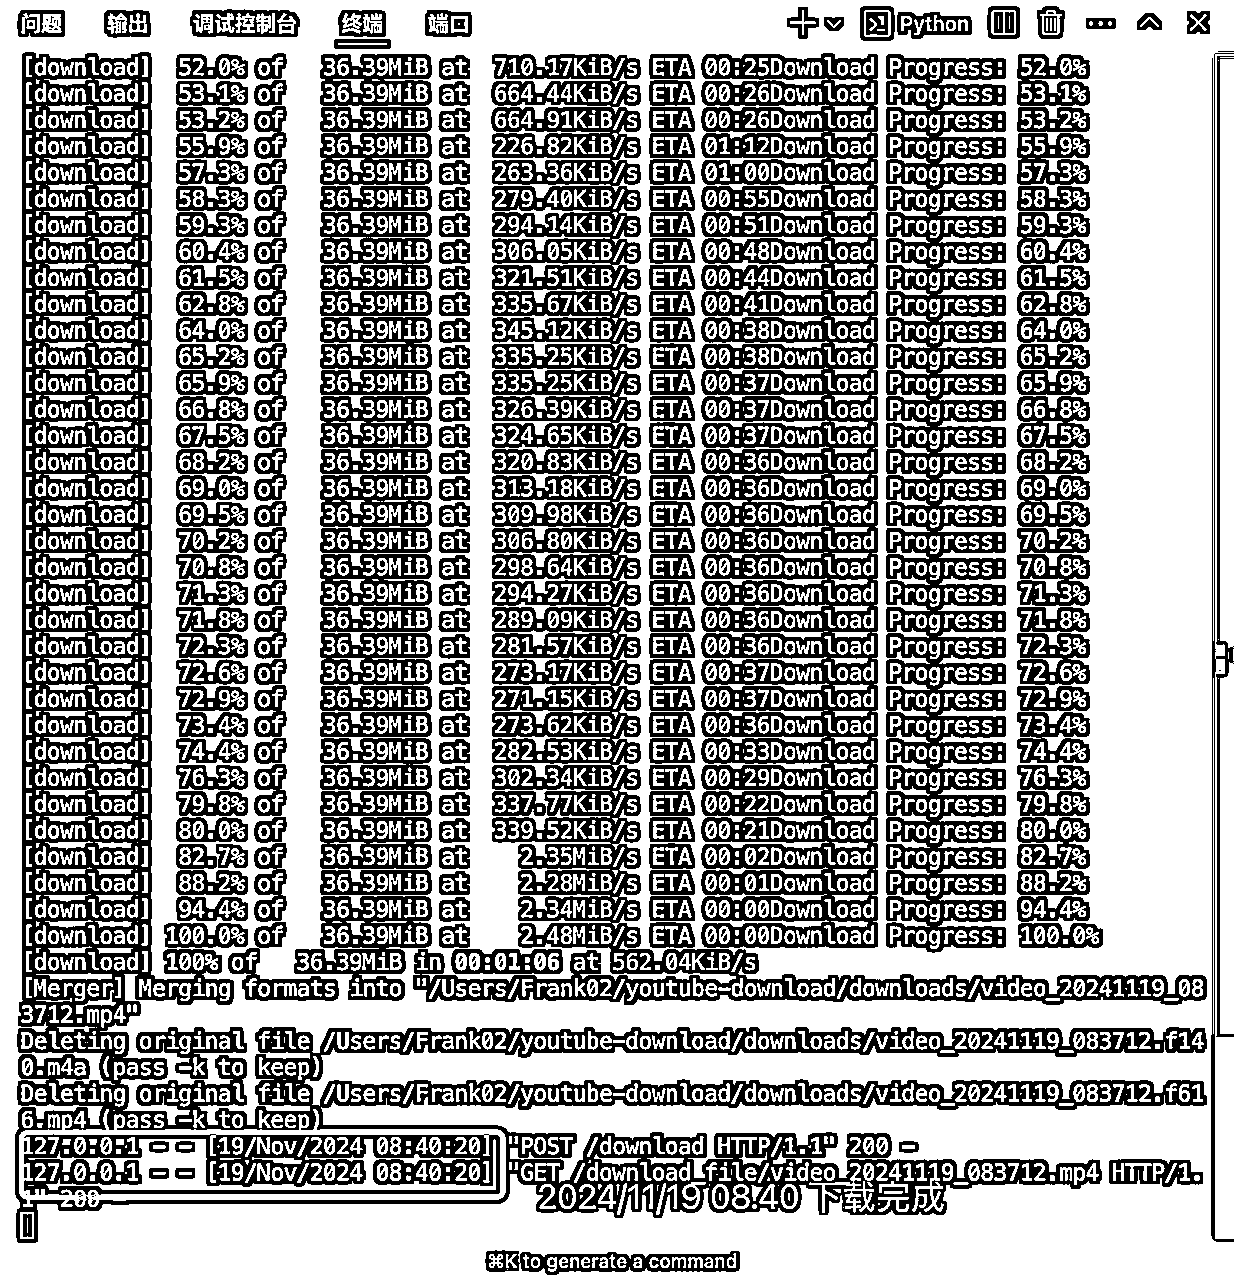 问题 输出 调试控制台 终端 端口 Python
[download]  52.0% of   36.39MiB at  710.17KiB/s ETA 00:25Download Progress: 52.0%
[download]  53.1% of   36.39MiB at  664.44KiB/s ETA 00:26Download Progress: 53.1%
[download]  53.2% of   36.39MiB at  664.91KiB/s ETA 00:26Download Progress: 53.2%
[download]  55.9% of   36.39MiB at  226.82KiB/s ETA 01:12Download Progress: 55.9%
[download]  57.3% of   36.39MiB at  263.36KiB/s ETA 01:00Download Progress: 57.3%
[download]  58.3% of   36.39MiB at  279.40KiB/s ETA 00:55Download Progress: 58.3%
[download]  59.3% of   36.39MiB at  294.14KiB/s ETA 00:51Download Progress: 59.3%
[download]  60.4% of   36.39MiB at  306.05KiB/s ETA 00:48Download Progress: 60.4%
[download]  61.5% of   36.39MiB at  321.51KiB/s ETA 00:44Download Progress: 61.5%
[download]  62.8% of   36.39MiB at  335.67KiB/s ETA 00:41Download Progress: 62.8%
[download]  64.0% of   36.39MiB at  345.12KiB/s ETA 00:38Download Progress: 64.0%
[download]  65.2% of   36.39MiB at  335.25KiB/s ETA 00:38Download Progress: 65.2%
[download]  65.9% of   36.39MiB at  335.25KiB/s ETA 00:37Download Progress: 65.9%
[download]  66.8% of   36.39MiB at  326.39KiB/s ETA 00:37Download Progress: 66.8%
[download]  67.5% of   36.39MiB at  324.65KiB/s ETA 00:37Download Progress: 67.5%
[download]  68.2% of   36.39MiB at  320.83KiB/s ETA 00:36Download Progress: 68.2%
[download]  69.0% of   36.39MiB at  313.18KiB/s ETA 00:36Download Progress: 69.0%
[download]  69.5% of   36.39MiB at  309.98KiB/s ETA 00:36Download Progress: 69.5%
[download]  70.2% of   36.39MiB at  306.80KiB/s ETA 00:36Download Progress: 70.2%
[download]  70.8% of   36.39MiB at  298.64KiB/s ETA 00:36Download Progress: 70.8%
[download]  71.3% of   36.39MiB at  294.27KiB/s ETA 00:36Download Progress: 71.3%
[download]  71.8% of   36.39MiB at  289.09KiB/s ETA 00:36Download Progress: 71.8%
[download]  72.3% of   36.39MiB at  281.57KiB/s ETA 00:36Download Progress: 72.3%
[download]  72.6% of   36.39MiB at  273.17KiB/s ETA 00:37Download Progress: 72.6%
[download]  72.9% of   36.39MiB at  271.15KiB/s ETA 00:37Download Progress: 72.9%
[download]  73.4% of   36.39MiB at  273.62KiB/s ETA 00:36Download Progress: 73.4%
[download]  74.4% of   36.39MiB at  282.53KiB/s ETA 00:33Download Progress: 74.4%
[download]  76.3% of   36.39MiB at  302.34KiB/s ETA 00:29Download Progress: 76.3%
[download]  79.8% of   36.39MiB at  337.77KiB/s ETA 00:22Download Progress: 79.8%
[download]  80.0% of   36.39MiB at  339.52KiB/s ETA 00:21Download Progress: 80.0%
[download]  82.7% of   36.39MiB at    2.35MiB/s ETA 00:02Download Progress: 82.7%
[download]  88.2% of   36.39MiB at    2.28MiB/s ETA 00:01Download Progress: 88.2%
[download]  94.4% of   36.39MiB at    2.34MiB/s ETA 00:00Download Progress: 94.4%
[download] 100.0% of   36.39MiB at    2.48MiB/s ETA 00:00Download Progress: 100.0%
[download] 100% of   36.39MiB in 00:01:06 at 562.04KiB/s
[Merger] Merging formats into "/Users/Frank02/youtube-download/downloads/video_20241119_08
3712.mp4"
Deleting original file /Users/Frank02/youtube-download/downloads/video_20241119_083712.f14
0.m4a (pass -k to keep)
Deleting original file /Users/Frank02/youtube-download/downloads/video_20241119_083712.f61
6.mp4 (pass -k to keep)
127.0.0.1 - - [19/Nov/2024 08:40:20] "POST /download HTTP/1.1" 200 -
127.0.0.1 - - [19/Nov/2024 08:40:20] "GET /download_file/video_20241119_083712.mp4 HTTP/1.
1" 200 -
2024/11/19 08:40 下载完成
⌘K to generate a command